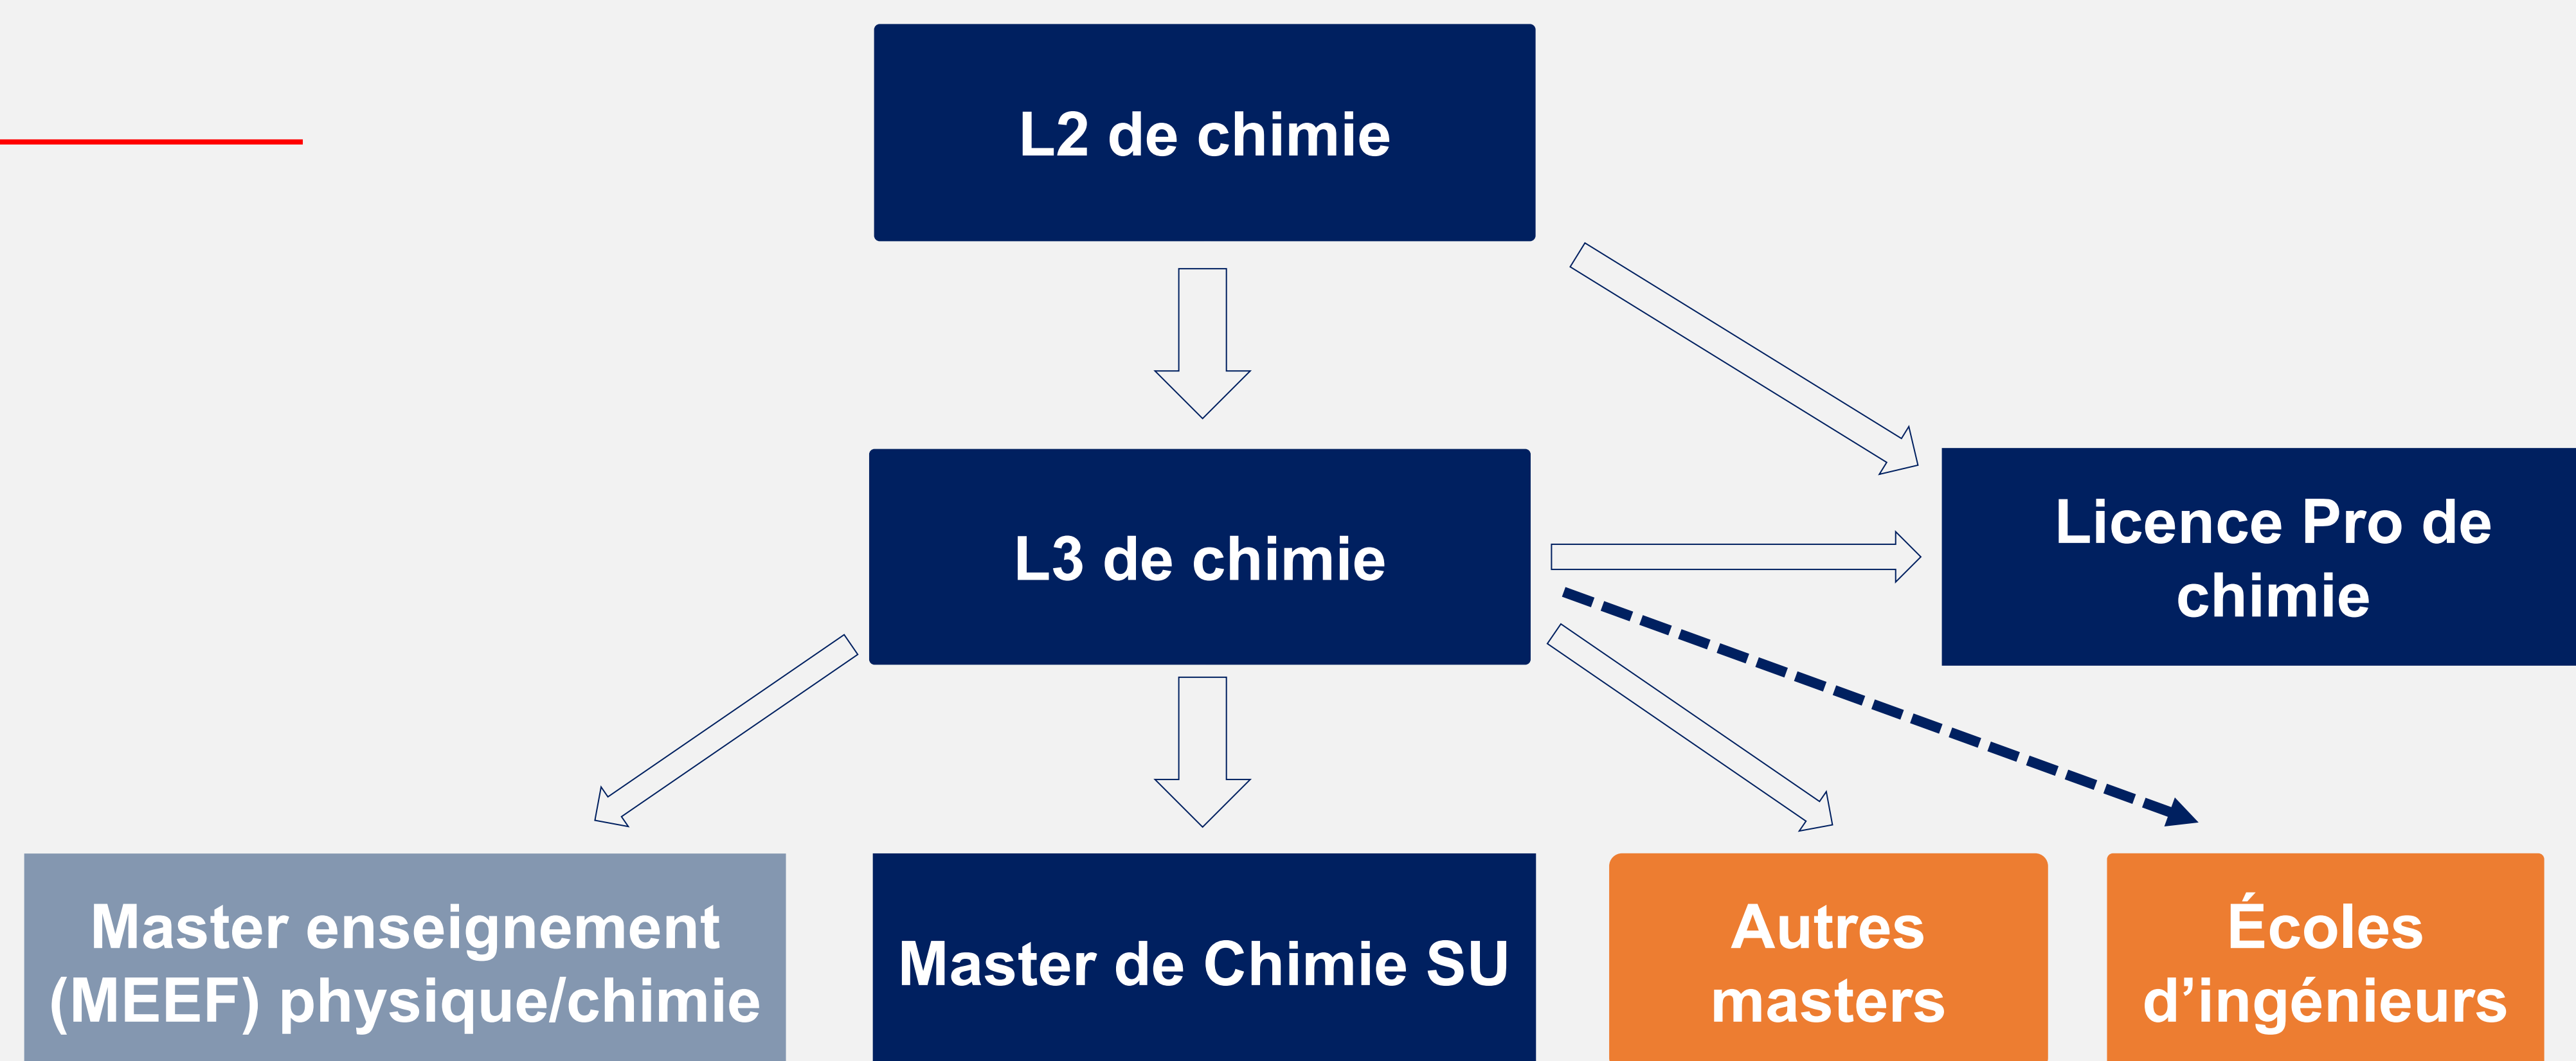 L2 de chimie
L3 de chimie
Licence Pro de
chimie
Master enseignement
(MEEF) physique/chimie
Master de Chimie SU
Autres
masters
Écoles
d’ingénieurs